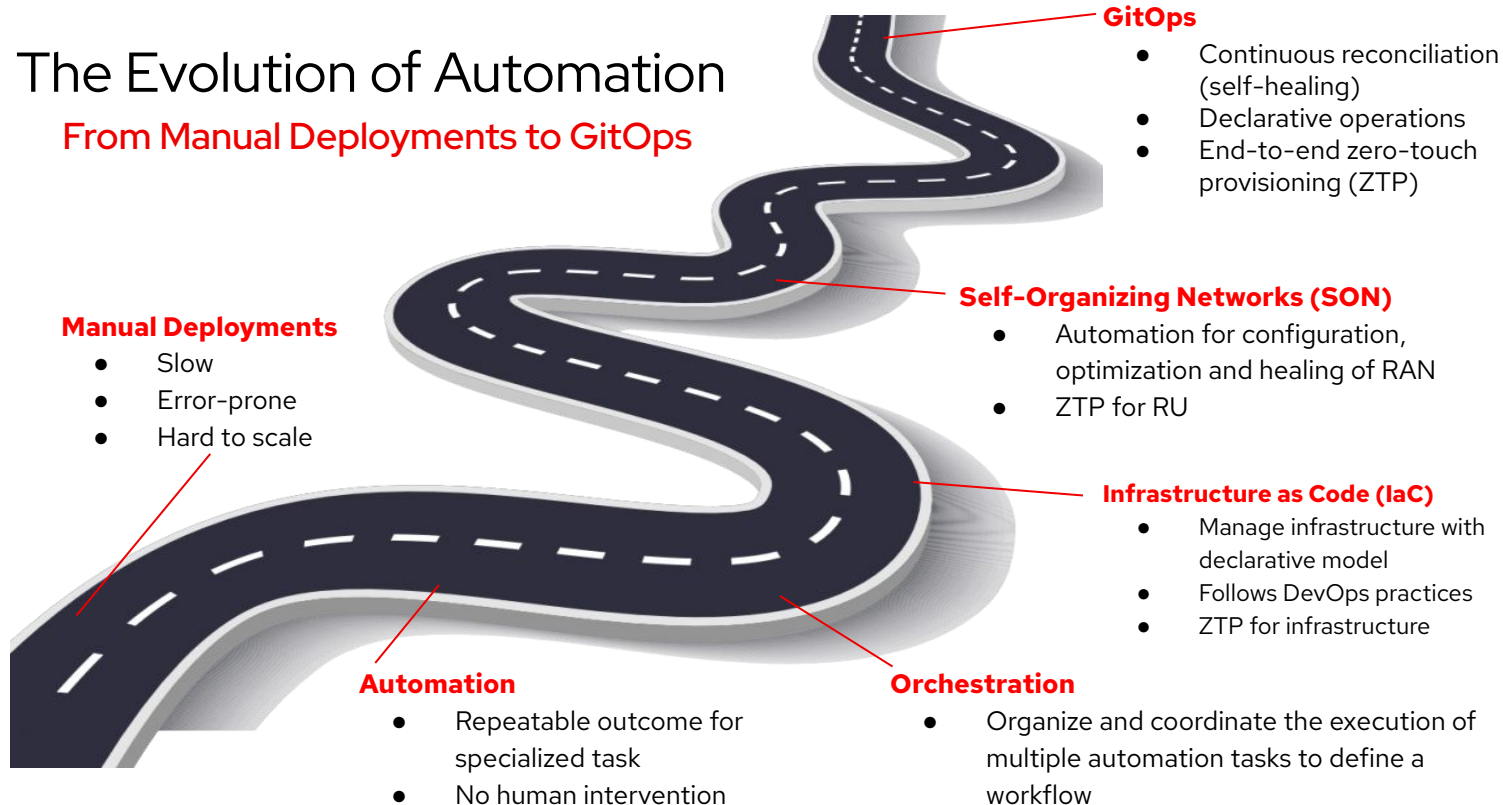 The Evolution of Automation
From Manual Deployments to GitOps
GitOps
● Continuous reconciliation
(self-healing)
● Declarative operations
● End-to-end zero-touch
provisioning (ZTP)
Self-Organizing Networks (SON)
● Automation for configuration,
optimization and healing of RAN
● ZTP for RU
Manual Deployments
● Slow
● Error-prone
● Hard to scale
Infrastructure as Code (IaC)
● Manage infrastructure with
declarative model
● Follows DevOps practices
● ZTP for infrastructure
Automation
● Repeatable outcome for
specialized task
● No human intervention
Orchestration
● Organize and coordinate the execution of
multiple automation tasks to define a
workflow